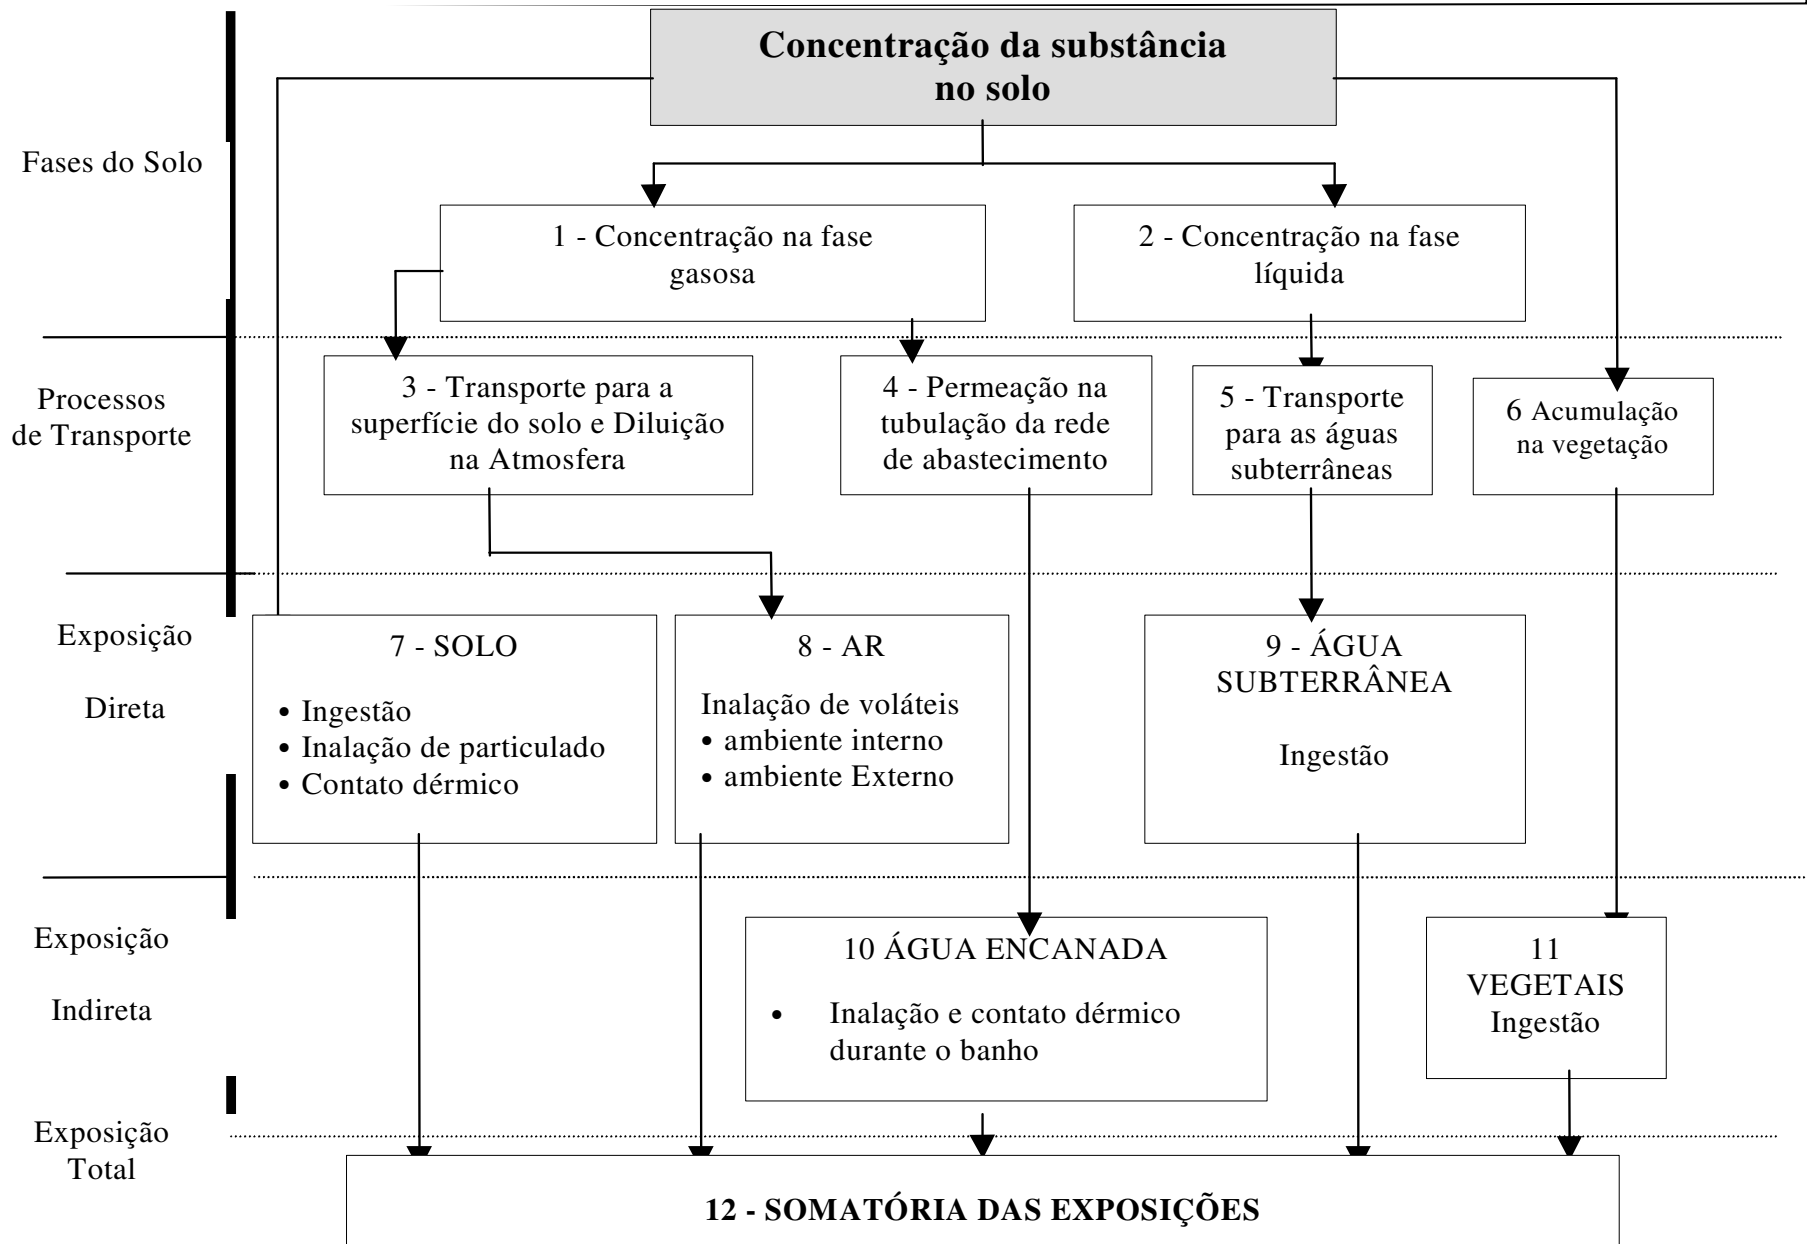 Concentração da substância
no solo
Fases do Solo
1 - Concentração na fase
gasosa
2 - Concentração na fase
líquida
Processos
de Transporte
3 - Transporte para a
superfície do solo e Diluição
na Atmosfera
4 - Permeação na
tubulação da rede
de abastecimento
5 - Transporte
para as águas
subterrâneas
6 Acumulação
na vegetação
Exposição
Direta
7 - SOLO
• Ingestão
• Inalação de particulado
• Contato dérmico
8 - AR
Inalação de voláteis
• ambiente interno
• ambiente Externo
9 - ÁGUA
SUBTERRÂNEA
Ingestão
Exposição
Indireta
10 ÁGUA ENCANADA
• Inalação e contato dérmico
durante o banho
11
VEGETAIS
Ingestão
Exposição
Total
12 - SOMATÓRIA DAS EXPOSIÇÕES